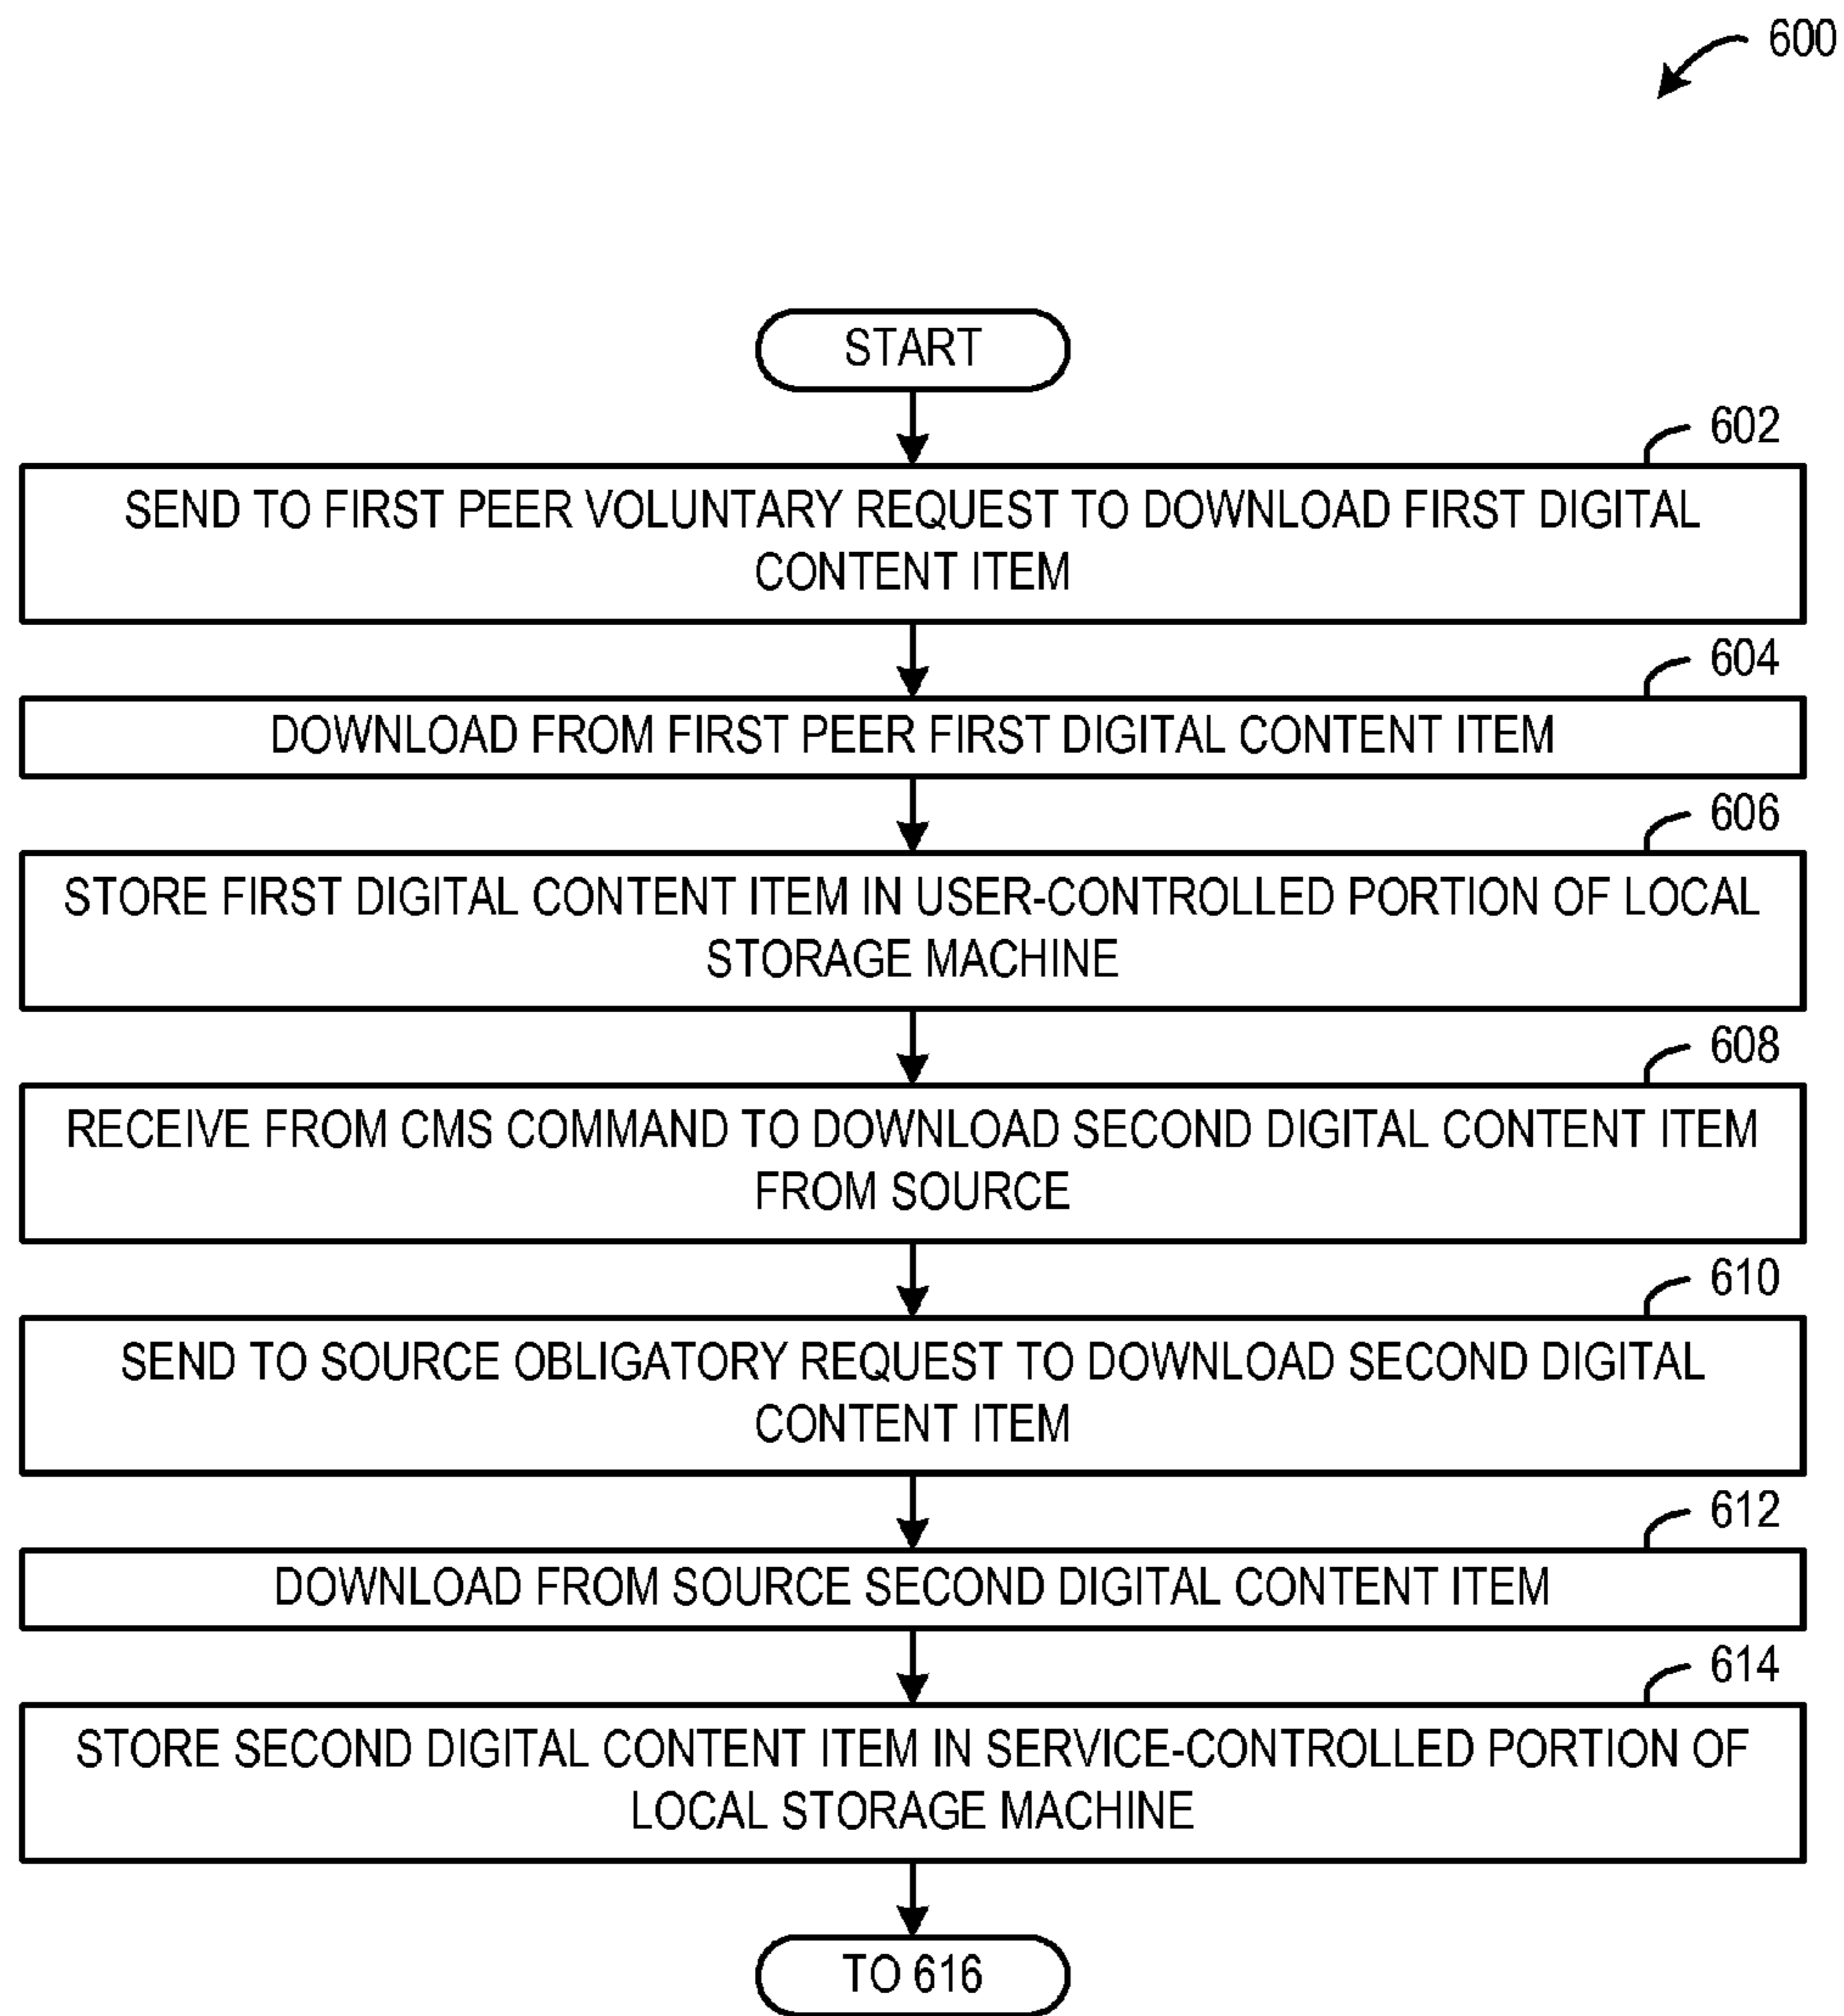 600
START
602
SEND TO FIRST PEER VOLUNTARY REQUEST TO DOWNLOAD FIRST DIGITAL
CONTENT ITEM
604
DOWNLOAD FROM FIRST PEER FIRST DIGITAL CONTENT ITEM
606
STORE FIRST DIGITAL CONTENT ITEM IN USER-CONTROLLED PORTION OF LOCAL
STORAGE MACHINE
608
RECEIVE FROM CMS COMMAND TO DOWNLOAD SECOND DIGITAL CONTENT ITEM
FROM SOURCE
610
SEND TO SOURCE OBLIGATORY REQUEST TO DOWNLOAD SECOND DIGITAL
CONTENT ITEM
612
DOWNLOAD FROM SOURCE SECOND DIGITAL CONTENT ITEM
614
STORE SECOND DIGITAL CONTENT ITEM IN SERVICE-CONTROLLED PORTION OF
LOCAL STORAGE MACHINE
TO 616